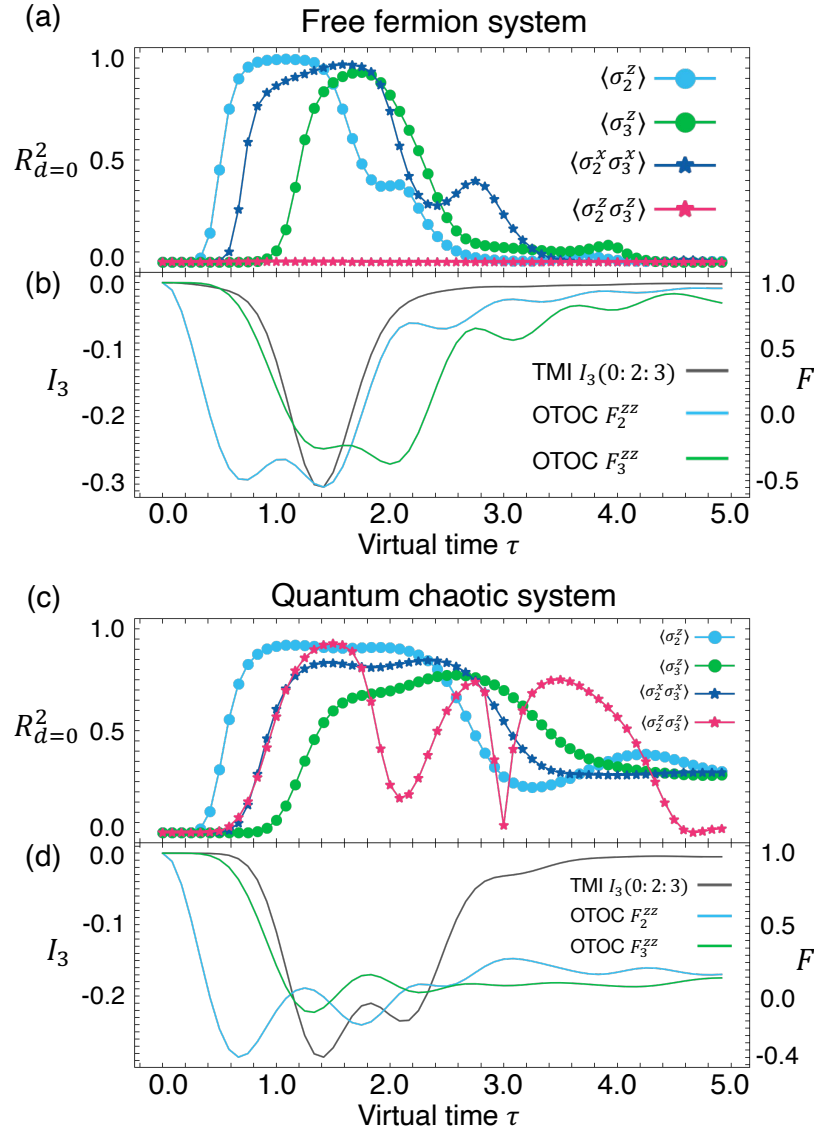 (a)
Free fermion system
1.0
0.5
0.0
R²_{d=0}
⟨σ₂ᶻ⟩
⟨σ₃ᶻ⟩
⟨σ₂ˣσ₃ˣ⟩
⟨σ₂ᶻσ₃ᶻ⟩
(b)
0.0
-0.1
-0.2
-0.3
I₃
TMI I₃(0: 2: 3)
OTOC F₂ᶻᶻ
OTOC F₃ᶻᶻ
1.0
0.5
0.0
-0.5
F
0.0 1.0 2.0 3.0 4.0 5.0
Virtual time τ
(c)
Quantum chaotic system
1.0
0.5
0.0
R²_{d=0}
⟨σ₂ᶻ⟩
⟨σ₃ᶻ⟩
⟨σ₂ˣσ₃ˣ⟩
⟨σ₂ᶻσ₃ᶻ⟩
(d)
0.0
-0.1
-0.2
I₃
TMI I₃(0: 2: 3)
OTOC F₂ᶻᶻ
OTOC F₃ᶻᶻ
1.0
0.5
0.0
-0.4
F
0.0 1.0 2.0 3.0 4.0 5.0
Virtual time τ